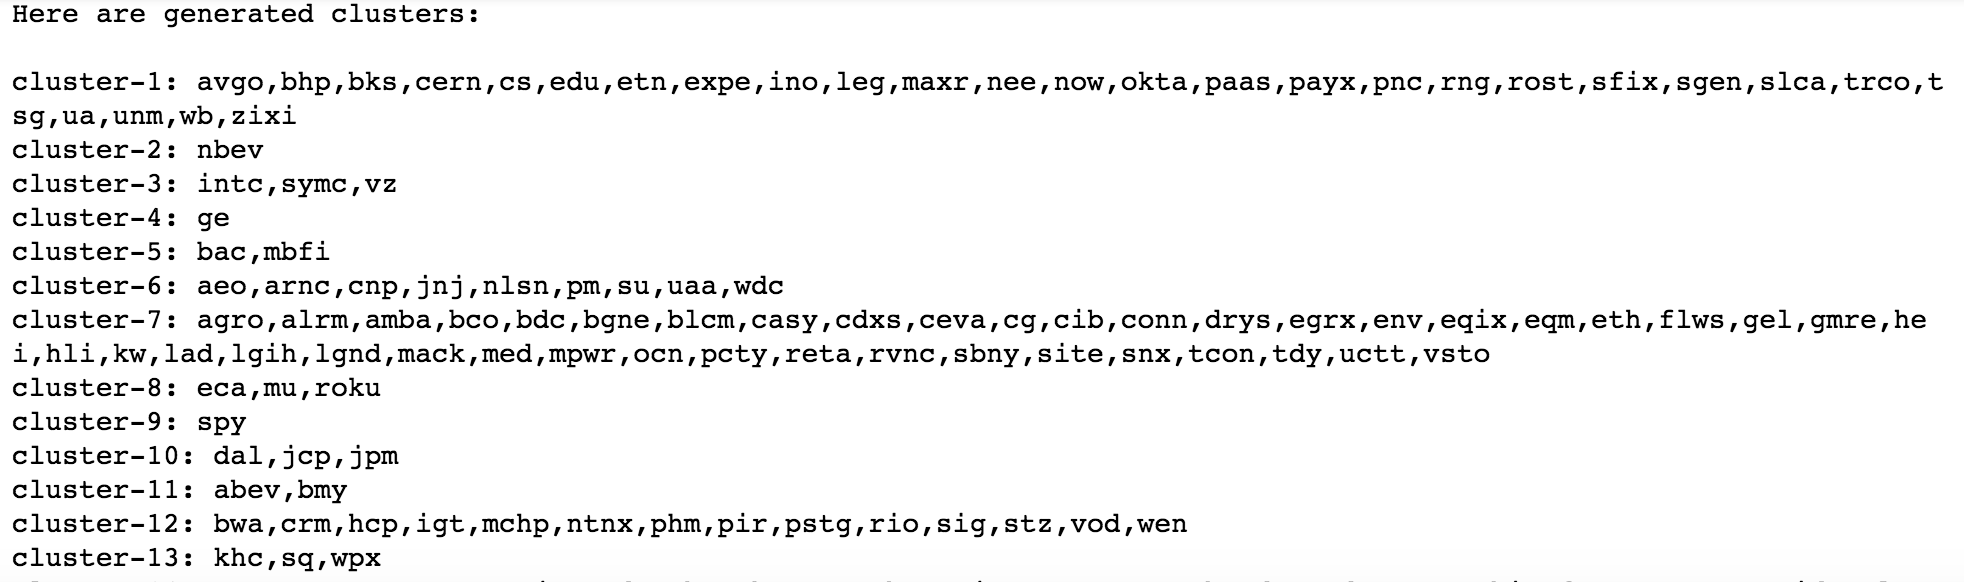 Here are generated clusters:
cluster-1: avgo,bhp,bks,cern,cs,edu,etn,expe,ino,leg,maxr,nee,now,okta,paas,payx,pnc,rng,rost,sfix,sgen,slca,trco,t
sg,ua,unm,wb,zixi
cluster-2: nbev
cluster-3: intc,symc,vz
cluster-4: ge
cluster-5: bac,mbfi
cluster-6: aeo,arnc,cnp,jnj,nlsn,pm,su,uaa,wdc
cluster-7: agro,alrm,amba,bco,bdc,bgne,blcm,casy,cdxs,ceva,cg,cib,conn,drys,egrx,env,eqix,eqm,eth,flws,gel,gmre,he
i,hli,kw,lad,lgih,lgnd,mack,med,mpwr,ocn,pcty,reta,rvnc,sbny,site,snx,tcon,tdy,uctt,vsto
cluster-8: eca,mu,roku
cluster-9: spy
cluster-10: dal,jcp,jpm
cluster-11: abev,bmy
cluster-12: bwa,crm,hcp,igt,mchp,ntnx,phm,pir,pstg,rio,sig,stz,vod,wen
cluster-13: khc,sq,wpx